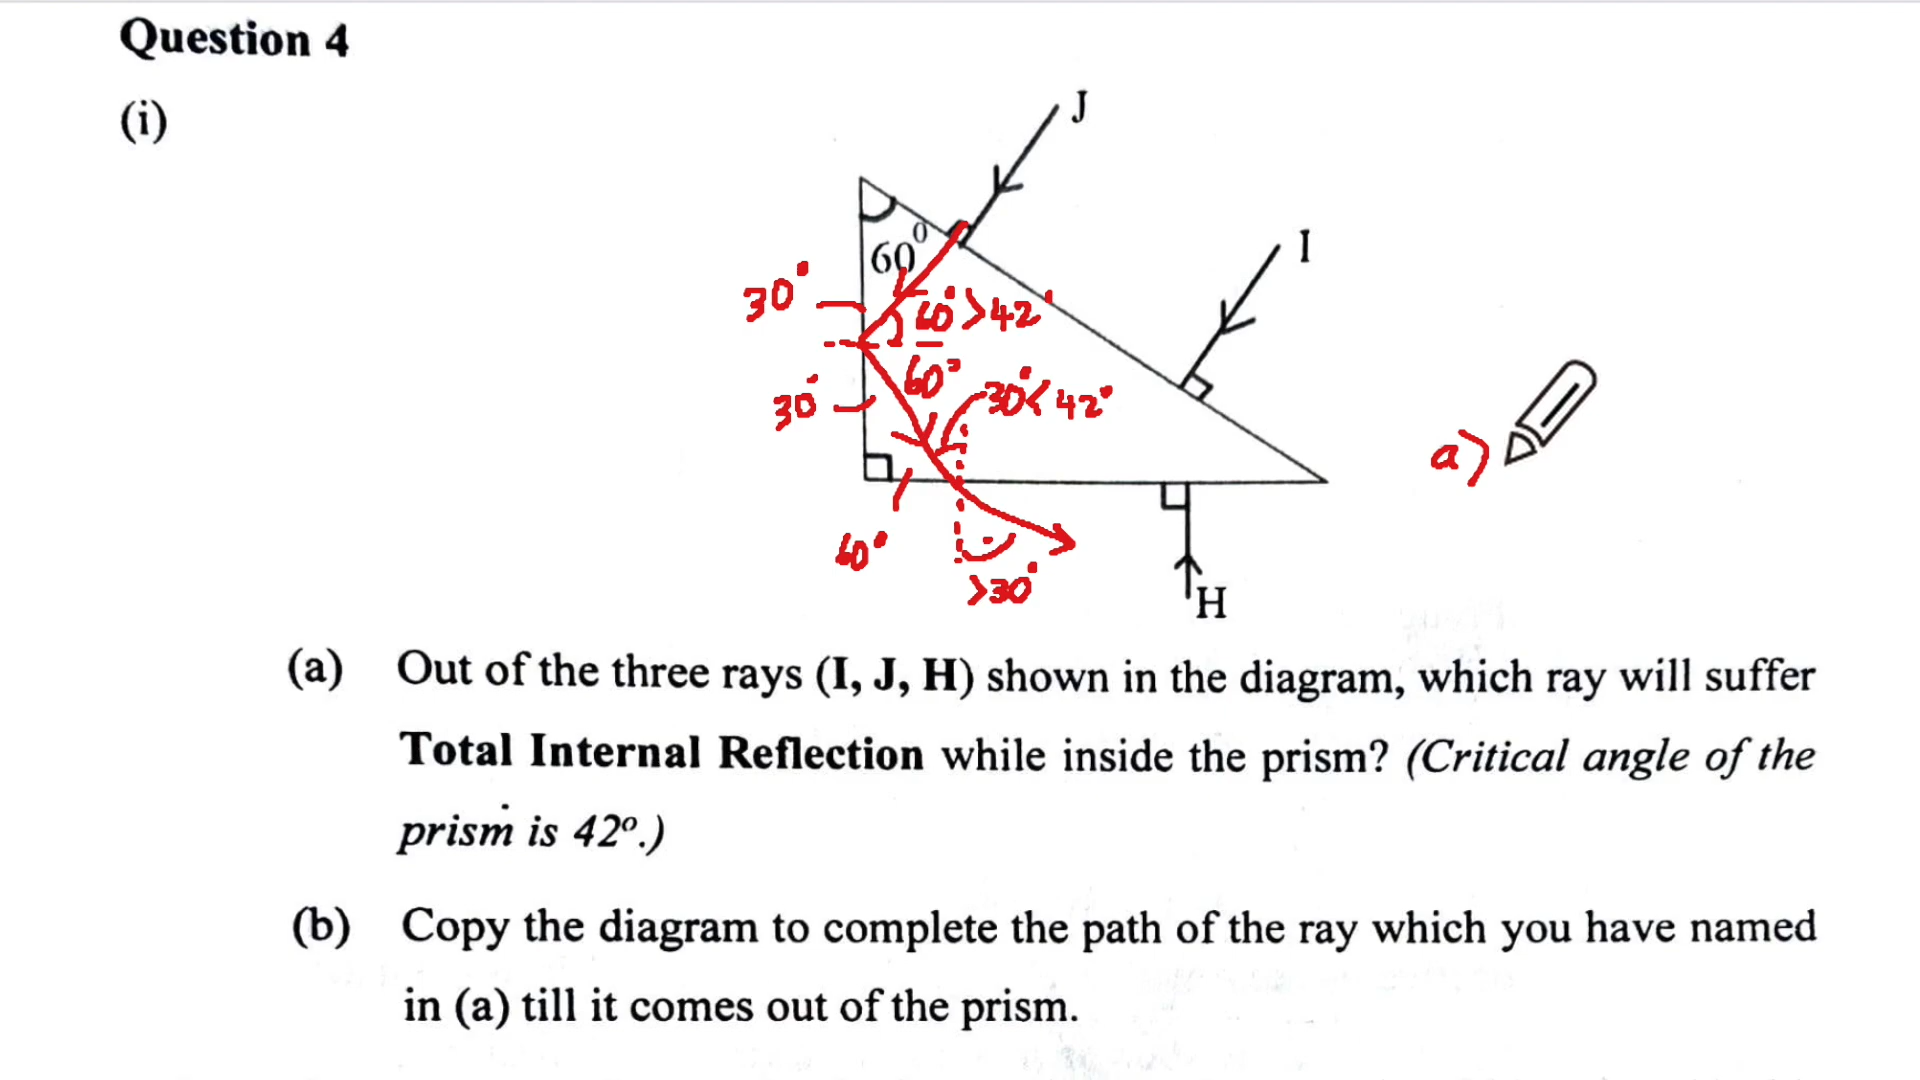 Question 4
(i)
J
I
60⁰
30°
60°>42°
60°
30°<42°
30°
a)
60°
>30°
H
(a) Out of the three rays (I, J, H) shown in the diagram, which ray will suffer
Total Internal Reflection while inside the prism? (Critical angle of the
prism is 42º.)
(b) Copy the diagram to complete the path of the ray which you have named
in (a) till it comes out of the prism.